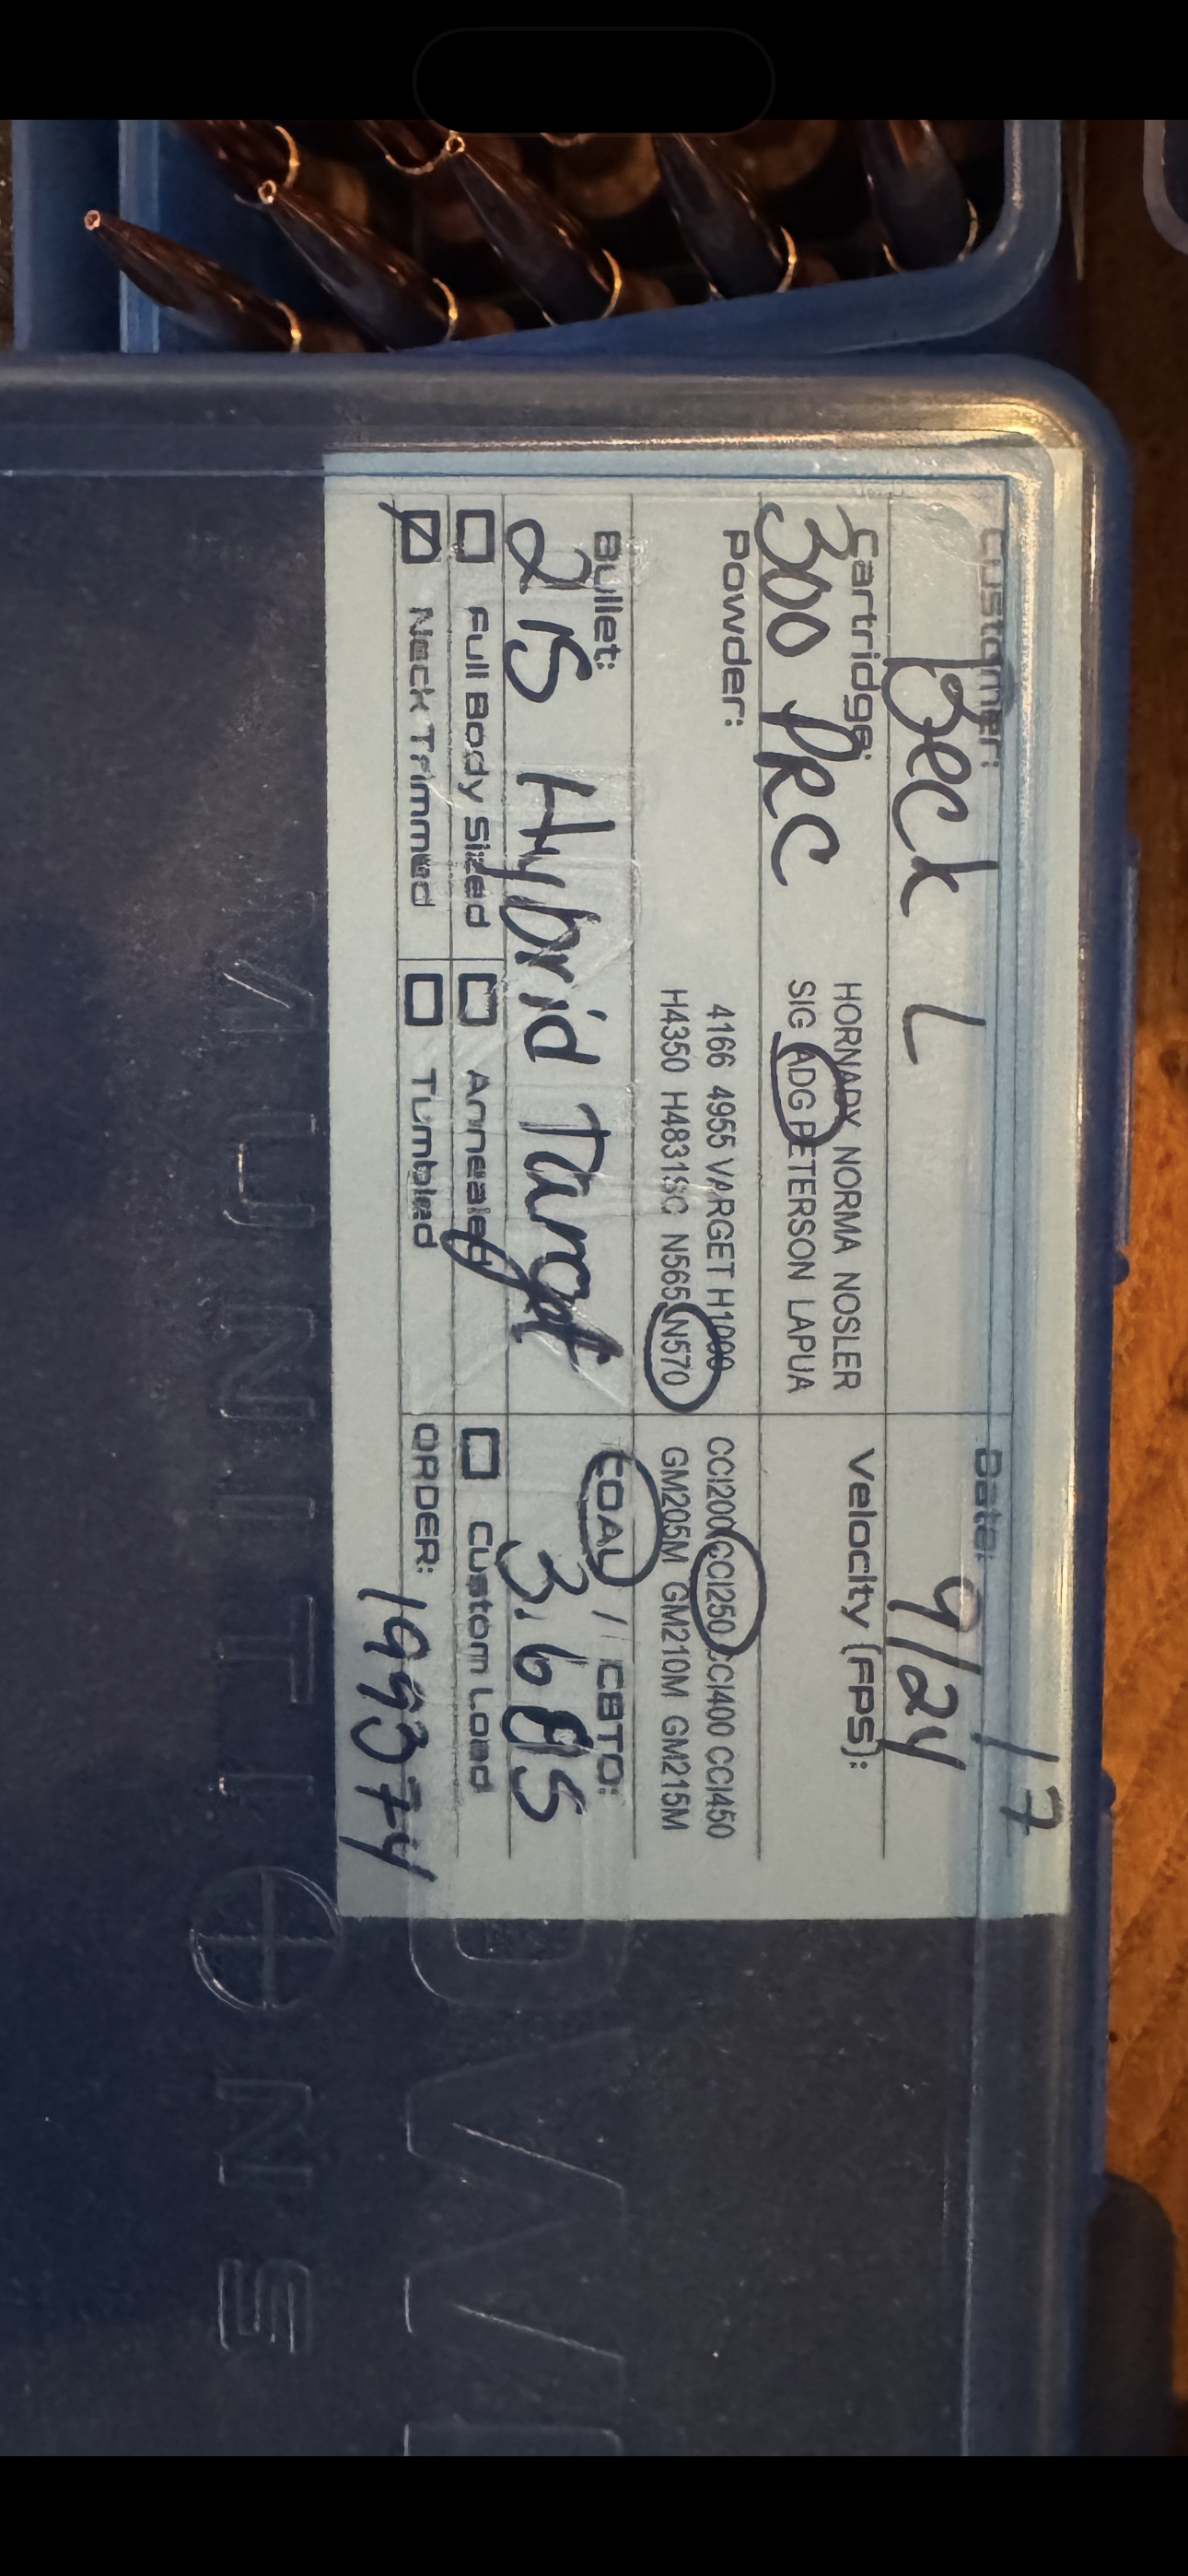 Customer: Beck L
Date: 9/24/17
Cartridge: 300 PRC
HORNADY NORMA NOSLER
SIG ADG PETERSON LAPUA
Velocity (FPS):
Powder:
4166 4955 VARGET H1000
H4350 H4831SC N565 N570
CCI200 CCI250 CCI400 CCI450
GM205M GM210M GM215M
Bullet: 215 Hybrid Target
COAL / CBTO: 3.685
Full Body Sized
Annealed
Custom Load
Neck Trimmed
Tumbled
ORDER: 199374